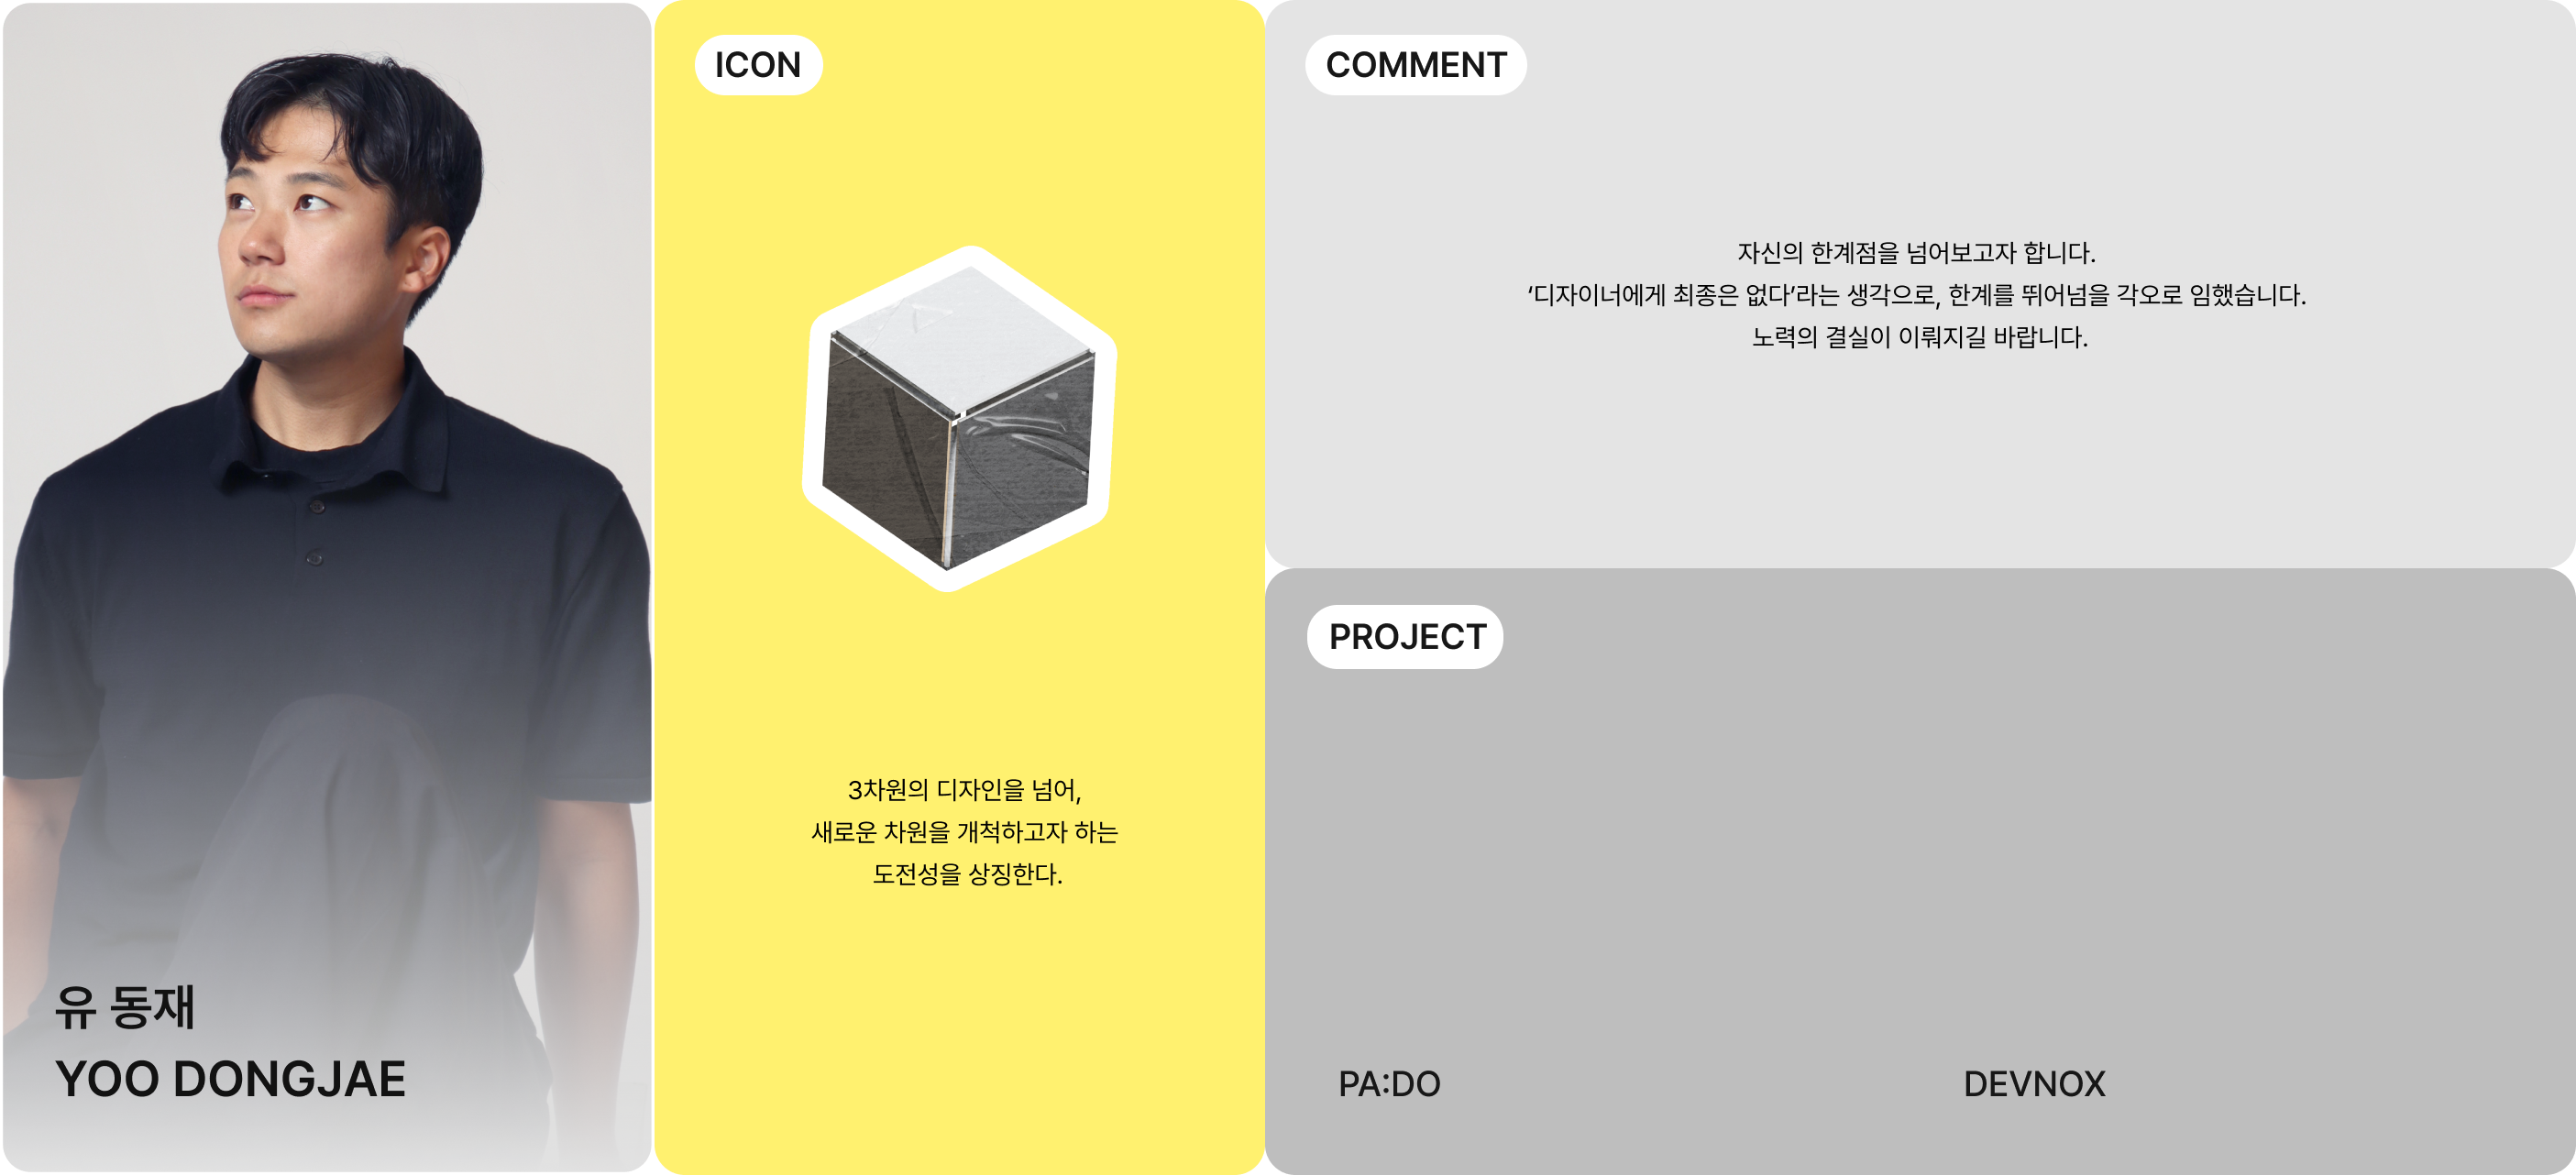 유 동재
YOO DONGJAE
ICON
3차원의 디자인을 넘어,
새로운 차원을 개척하고자 하는
도전성을 상징한다.
COMMENT
자신의 한계점을 넘어보고자 합니다.
‘디자이너에게 최종은 없다’라는 생각으로, 한계를 뛰어넘을 각오로 임했습니다.
노력의 결실이 이뤄지길 바랍니다.
PROJECT
PA:DO
DEVNOX